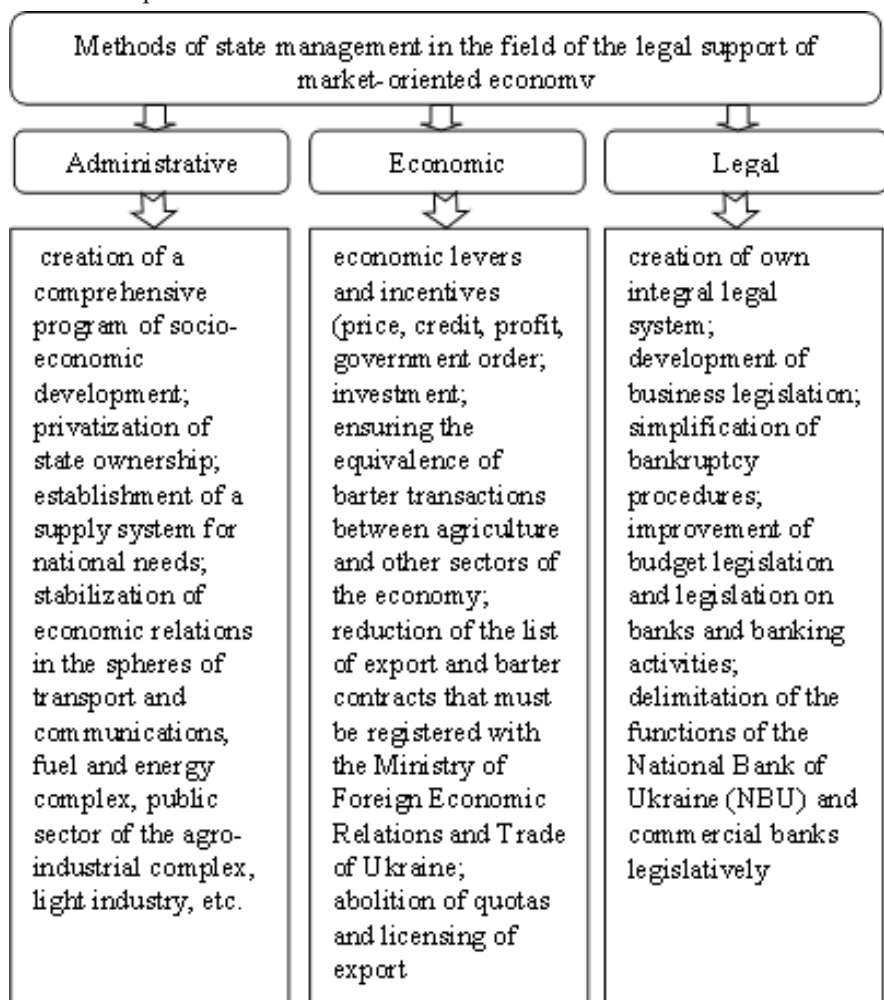 Methods of state management in the field of the legal support of
market-oriented economy
Administrative
Economic
Legal
creation of a
comprehensive
program of socio-
economic
development;
privatization of
state ownership;
establishment of a
supply system for
national needs;
stabilization of
economic relations
in the spheres of
transport and
communications,
fuel and energy
complex, public
sector of the agro-
industrial complex,
light industry, etc.
economic levers
and incentives
(price, credit, profit,
government order;
investment;
ensuring the
equivalence of
barter transactions
between agriculture
and other sectors of
the economy;
reduction of the list
of export and barter
contracts that must
be registered with
the Ministry of
Foreign Economic
Relations and Trade
of Ukraine;
abolition of quotas
and licensing of
export
creation of own
integral legal
system;
development of
business legislation;
simplification of
bankruptcy
procedures;
improvement of
budget legislation
and legislation on
banks and banking
activities;
delimitation of the
functions of the
National Bank of
Ukraine (NBU) and
commercial banks
legislatively